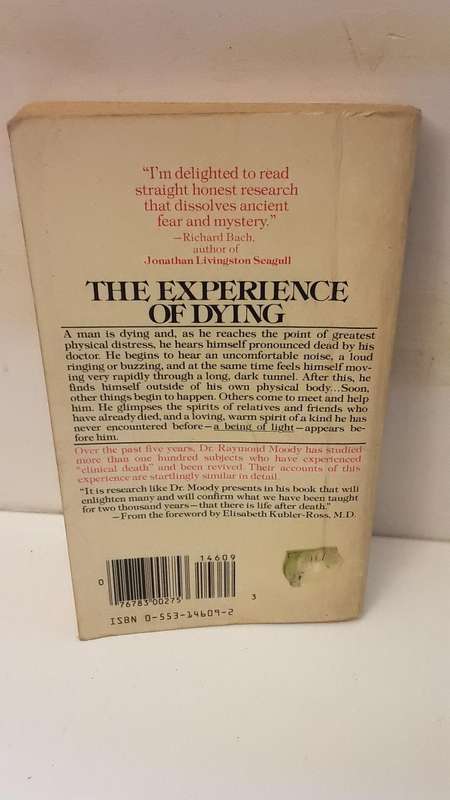 “I'm delighted to read
straight honest research
that dissolves ancient
fear and mystery.”
—Richard Bach,
author of
Jonathan Livingston Seagull
THE EXPERIENCE
OF DYING
A man is dying and, as he reaches the point of greatest
physical distress, he hears himself pronounced dead by his
doctor. He begins to hear an uncomfortable noise, a loud
ringing or buzzing, and at the same time feels himself mov-
ing very rapidly through a long, dark tunnel. After this, he
finds himself outside of his own physical body...Soon,
other things begin to happen. Others come to meet and help
him. He glimpses the spirits of relatives and friends who
have already died, and a loving, warm spirit of a kind he has
never encountered before—a being of light—appears be-
fore him.
Over the past five years, Dr. Raymond Moody has studied
more than one hundred subjects who have experienced
“clinical death” and been revived. Their accounts of this
experience are startlingly similar in detail.
“It is research like Dr. Moody presents in his book that will
enlighten many and will confirm what we have been taught
for two thousand years—that there is life after death.”
—From the foreword by Elisabeth Kubler-Ross, M.D.
14609
0
76783 00275
3
ISBN 0-553-14609-2